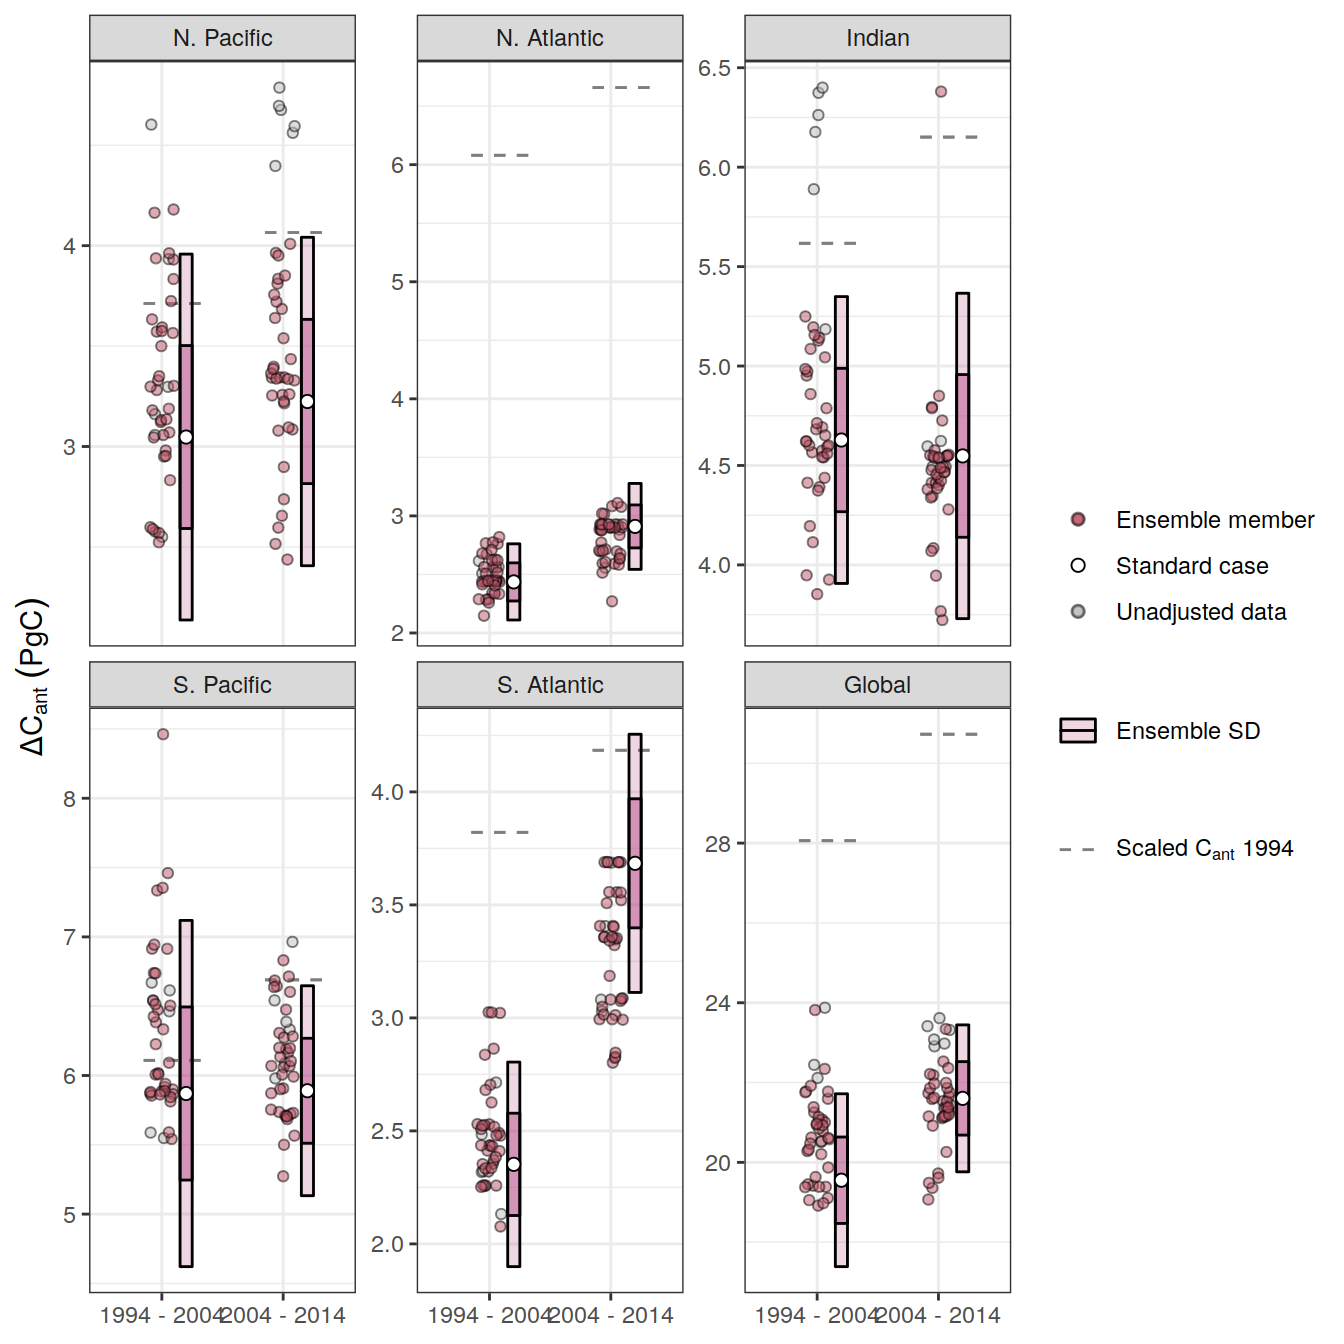 N. Pacific
N. Atlantic
Indian
4
3
6
5
4
3
2
6.5
6.0
5.5
5.0
4.5
4.0
ΔCant (PgC)
S. Pacific
S. Atlantic
Global
8
7
6
5
4.0
3.5
3.0
2.5
2.0
28
24
20
1994 - 2004
2004 - 2014
1994 - 2004
2004 - 2014
1994 - 2004
2004 - 2014
Ensemble member
Standard case
Unadjusted data
Ensemble SD
Scaled Cant 1994